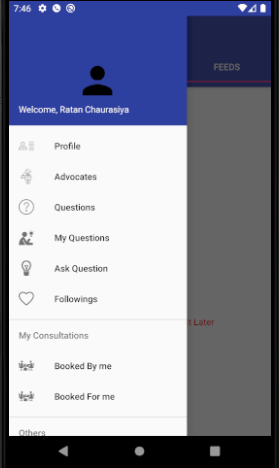 7:46
FEEDS
Welcome, Ratan Chaurasiya
Profile
Advocates
Questions
My Questions
Ask Question
Followings
t Later
My Consultations
Booked By me
Booked For me
Others